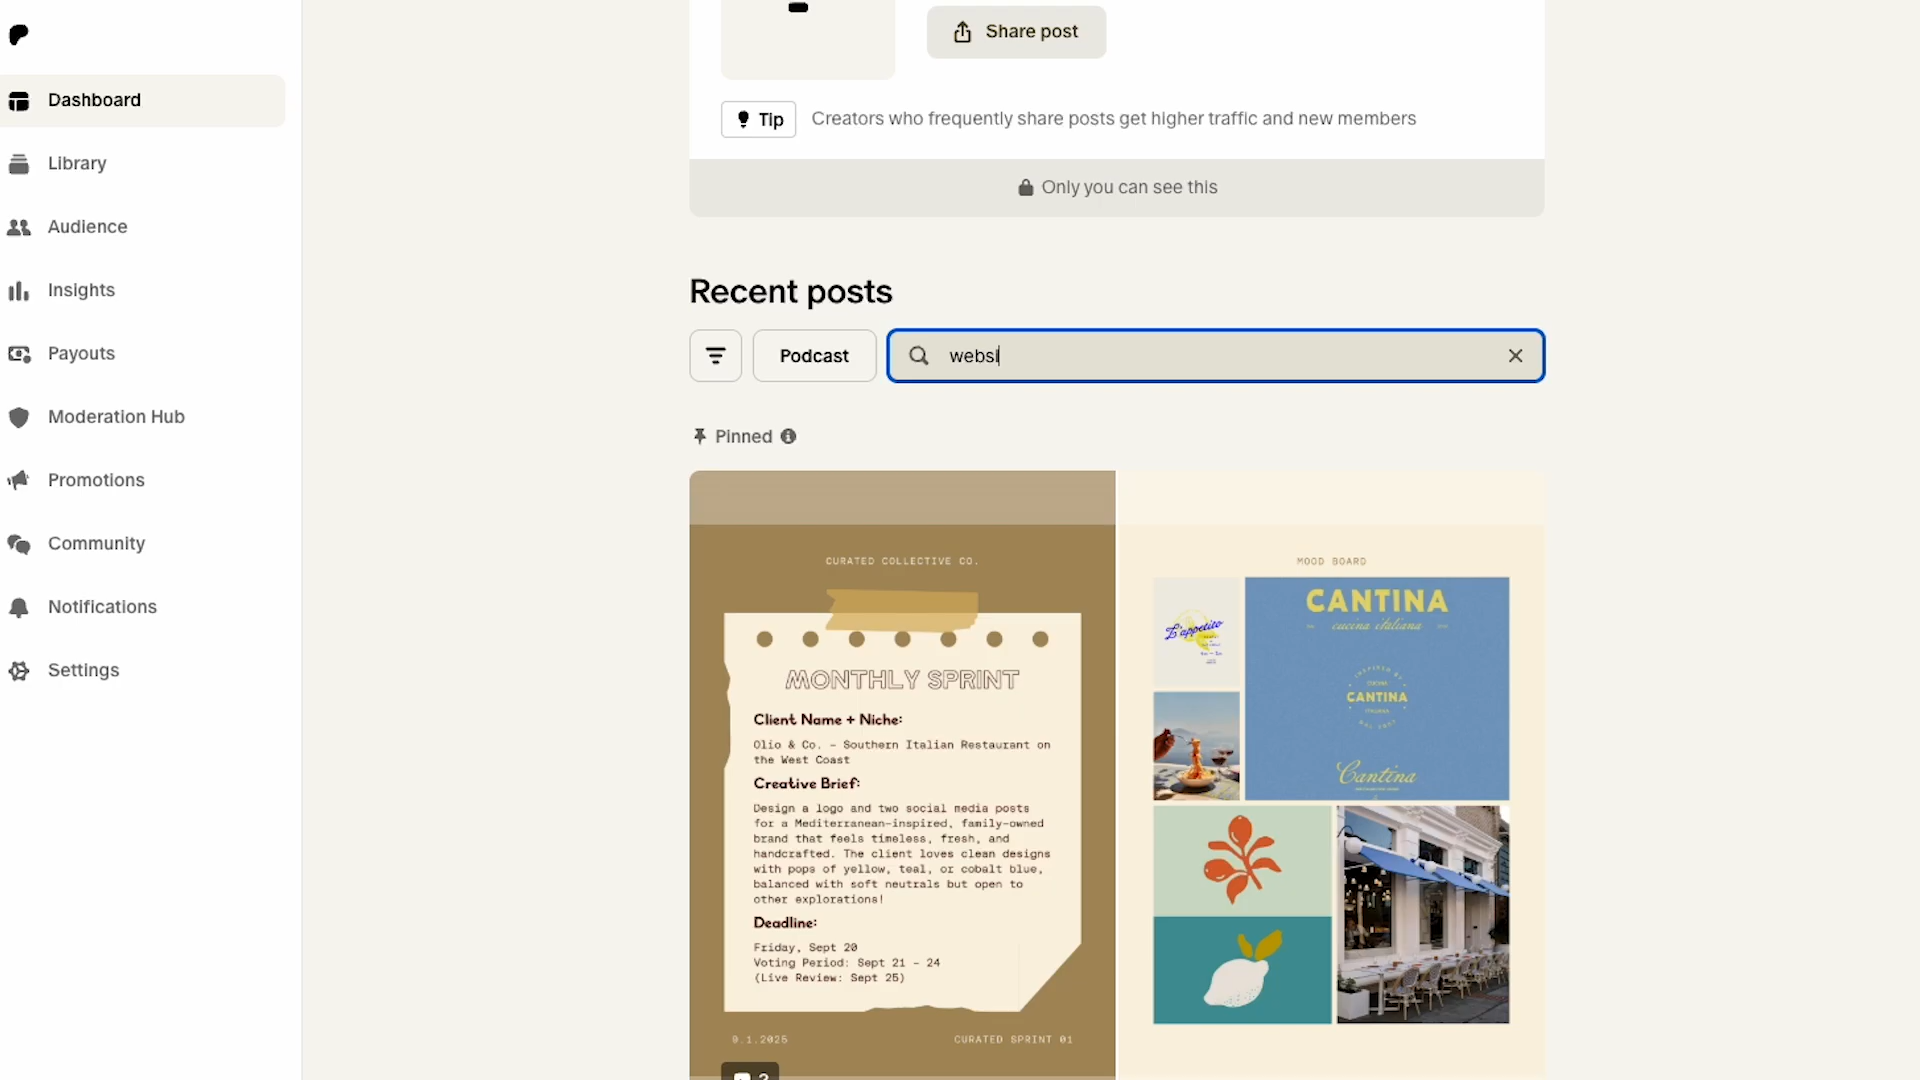 Share post
Tip
Creators who frequently share posts get higher traffic and new members
Only you can see this
Dashboard
Library
Audience
Insights
Payouts
Moderation Hub
Promotions
Community
Notifications
Settings
Recent posts
Podcast
websi
Pinned
CURATED COLLECTIVE CO.
MONTHLY SPRINT
Client Name + Niche:
Olio & Co. – Southern Italian Restaurant on
the West Coast
Creative Brief:
Design a logo and two social media posts
for a Mediterranean-inspired, family-owned
brand that feels timeless, fresh, and
handcrafted. The client loves clean designs
with pops of yellow, teal, or cobalt blue,
balanced with soft neutrals but open to
other explorations!
Deadline:
Friday, Sept 20
Voting Period: Sept 21 – 24
(Live Review: Sept 25)
9.1.2025
CURATED SPRINT 01
MOOD BOARD
L'appetito
CANTINA
cucina italiana
CANTINA
Cantina